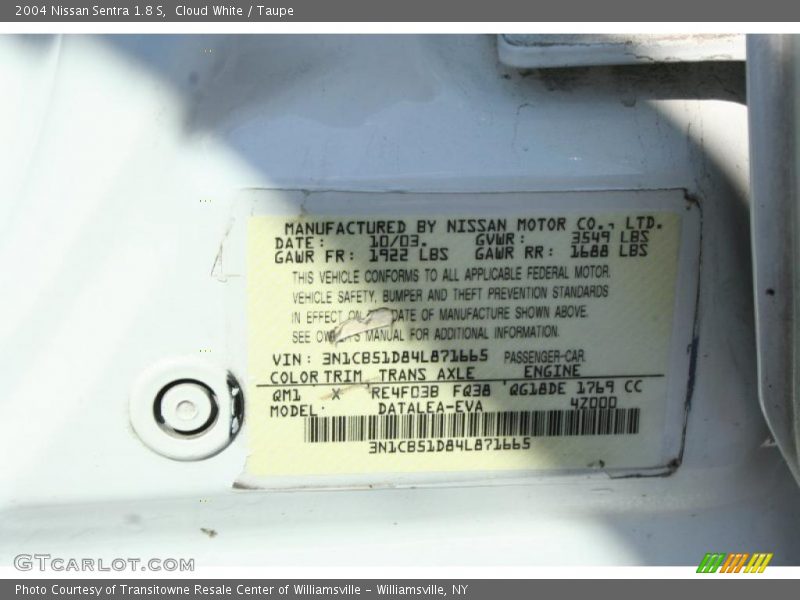 2004 Nissan Sentra 1.8 S,  Cloud White / Taupe
MANUFACTURED BY NISSAN MOTOR CO., LTD.
DATE: 10/03. GVWR: 3549 LBS
GAWR FR: 1922 LBS GAWR RR: 1688 LBS
THIS VEHICLE CONFORMS TO ALL APPLICABLE FEDERAL MOTOR
VEHICLE SAFETY, BUMPER AND THEFT PREVENTION STANDARDS
IN EFFECT ON DATE OF MANUFACTURE SHOWN ABOVE.
SEE MANUAL FOR ADDITIONAL INFORMATION.
VIN: 3N1CB51D84L871665 PASSENGER-CAR
COLOR TRIM TRANS AXLE ENGINE
QM1 X RE4F03B FQ38 QG18DE 1769 CC
MODEL: DATALEA-EVA 4Z000
3N1CB51D84L871665
GTCARLOT.COM
Photo Courtesy of Transitowne Resale Center of Williamsville - Williamsville, NY